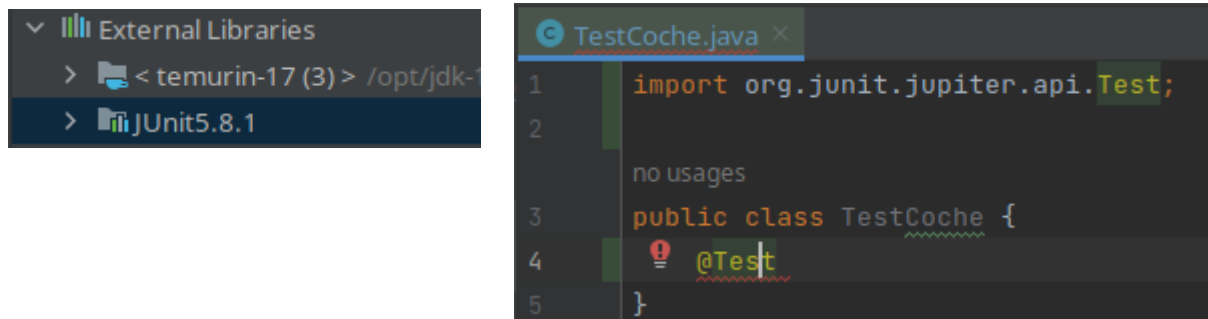 External Libraries
< temurin-17 (3) > /opt/jdk-1
JUnit5.8.1
TestCoche.java
1 import org.junit.jupiter.api.Test;
2
no usages
3 public class TestCoche {
4 @Test
5 }